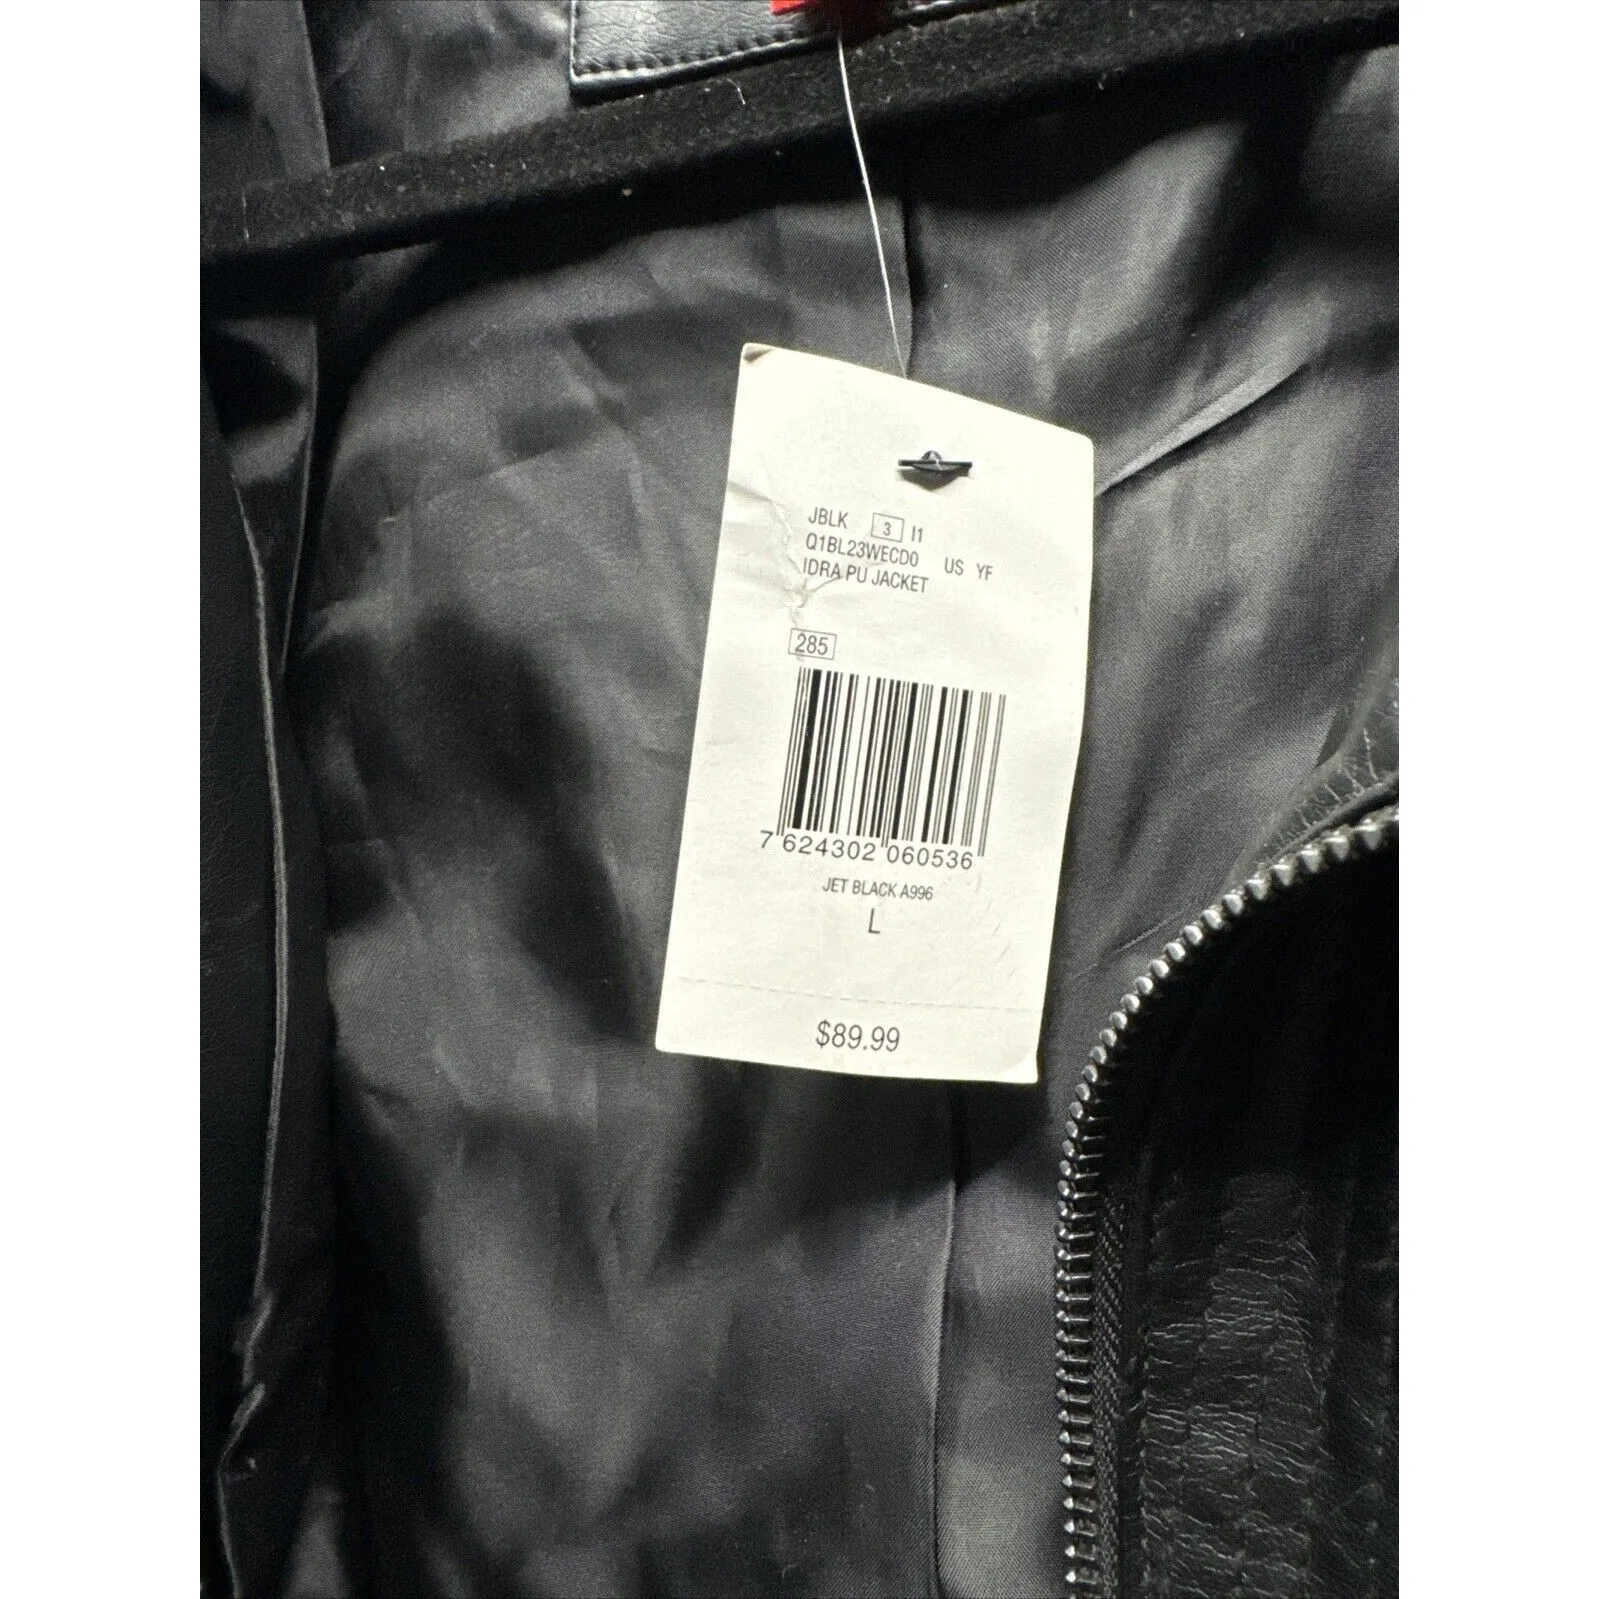 JBLK 3 I1
Q1BL23WECD0 US YF
IDRA PU JACKET
285
7 624302 060536
JET BLACK A996
L
$89.99